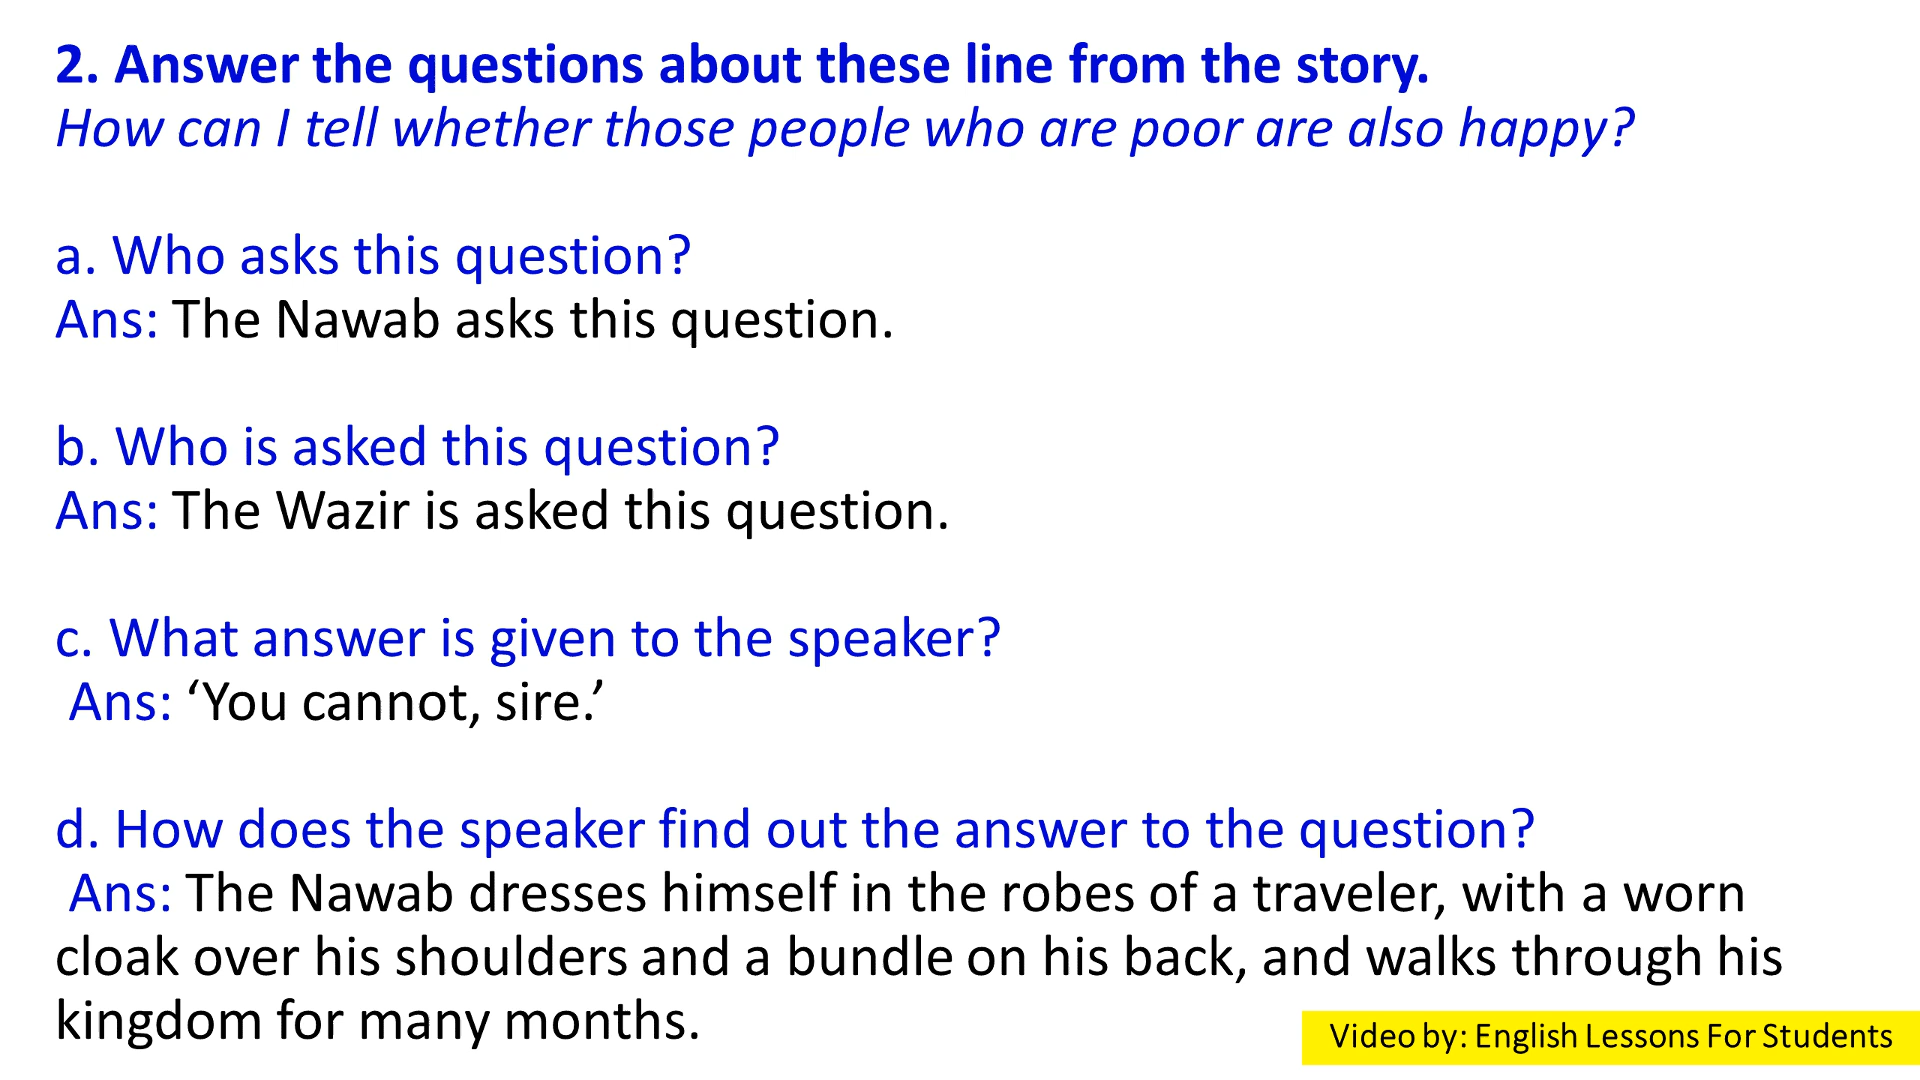 2. Answer the questions about these line from the story.
How can I tell whether those people who are poor are also happy?
a. Who asks this question?
Ans: The Nawab asks this question.
b. Who is asked this question?
Ans: The Wazir is asked this question.
c. What answer is given to the speaker?
Ans: ‘You cannot, sire.’
d. How does the speaker find out the answer to the question?
Ans: The Nawab dresses himself in the robes of a traveler, with a worn
cloak over his shoulders and a bundle on his back, and walks through his
kingdom for many months.
Video by: English Lessons For Students